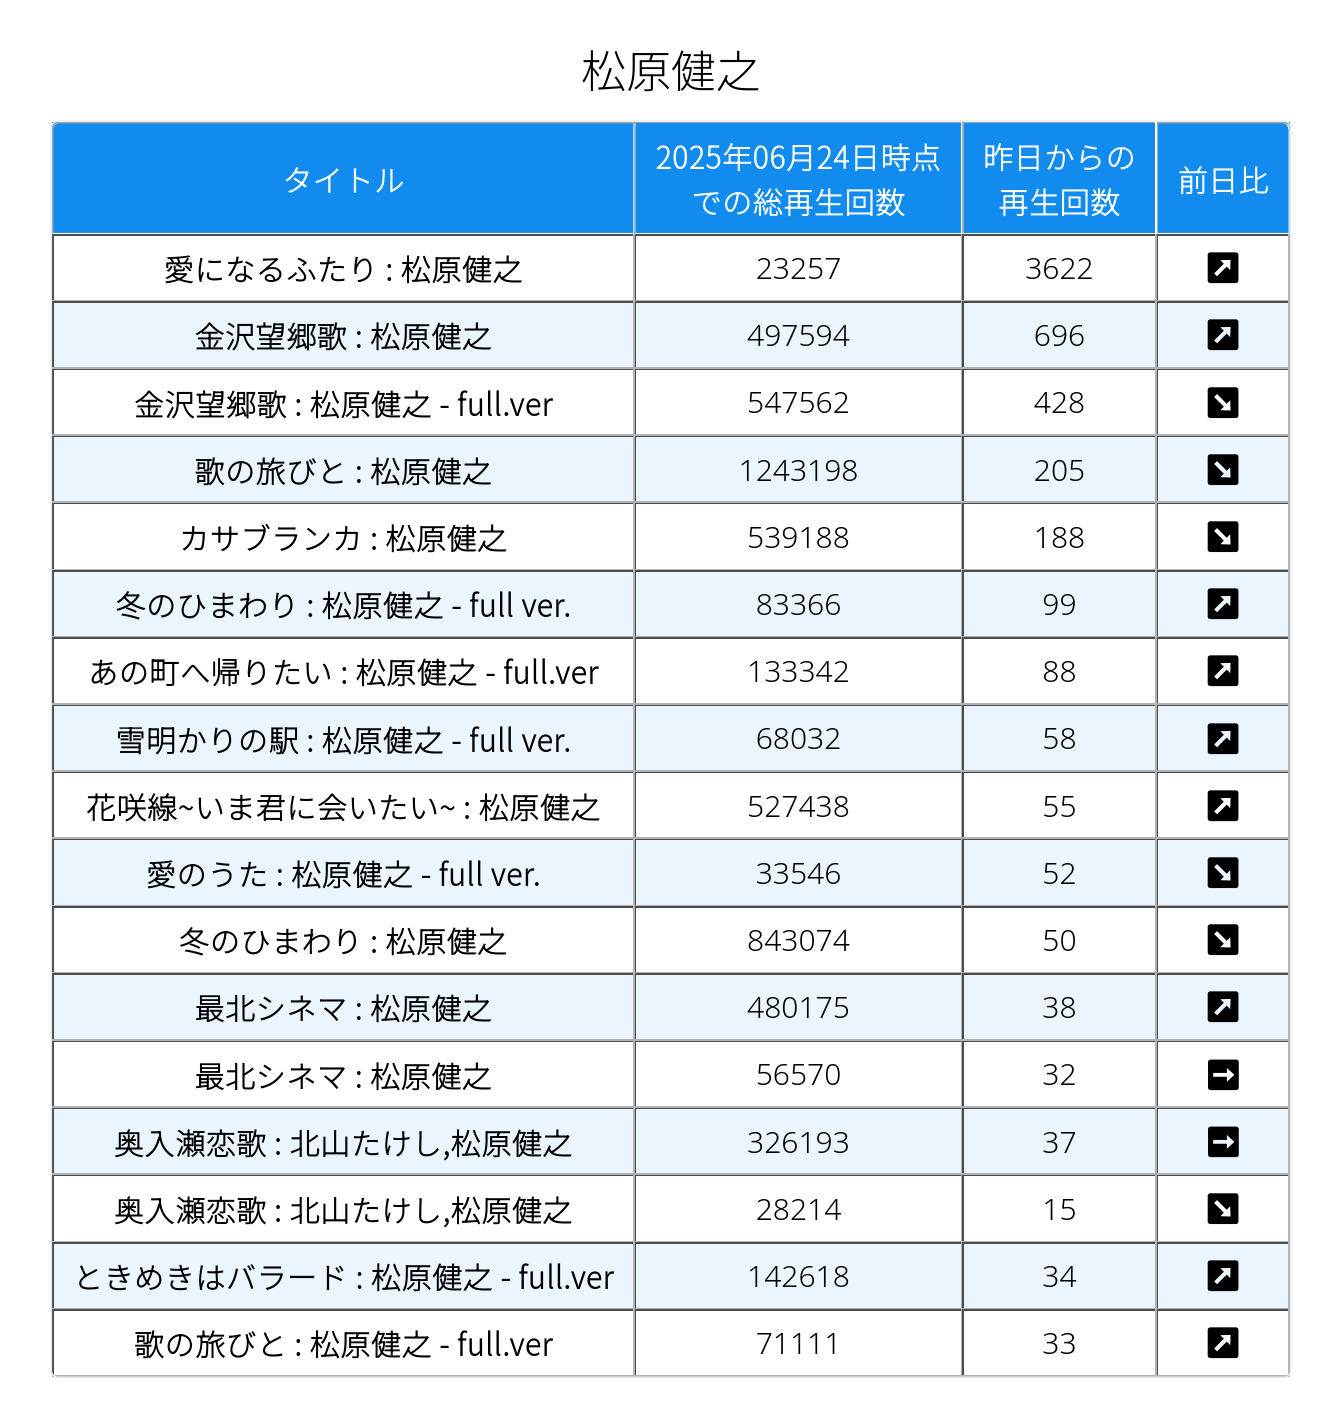 松原健之
タイトル
2025年06月24日時点
での総再生回数
昨日からの
再生回数
前日比
愛になるふたり : 松原健之 23257 3622
金沢望郷歌 : 松原健之 497594 696
金沢望郷歌 : 松原健之 - full.ver 547562 428
歌の旅びと : 松原健之 1243198 205
カサブランカ : 松原健之 539188 188
冬のひまわり : 松原健之 - full ver. 83366 99
あの町へ帰りたい : 松原健之 - full.ver 133342 88
雪明かりの駅 : 松原健之 - full ver. 68032 58
花咲線~いま君に会いたい~ : 松原健之 527438 55
愛のうた : 松原健之 - full ver. 33546 52
冬のひまわり : 松原健之 843074 50
最北シネマ : 松原健之 480175 38
最北シネマ : 松原健之 56570 32
奥入瀬恋歌 : 北山たけし,松原健之 326193 37
奥入瀬恋歌 : 北山たけし,松原健之 28214 15
ときめきはバラード : 松原健之 - full.ver 142618 34
歌の旅びと : 松原健之 - full.ver 71111 33